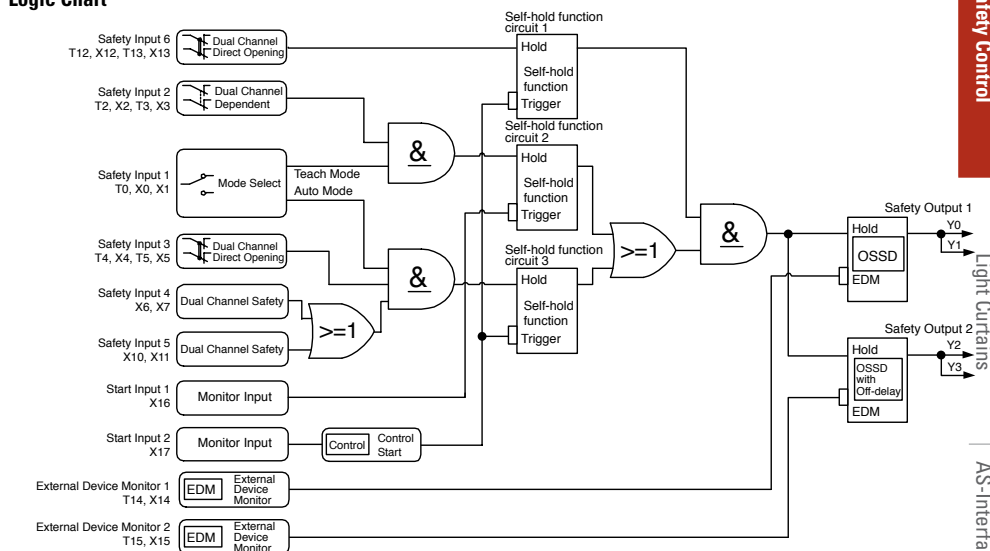 Logic Chart
Safety Input 6
T12, X12, T13, X13
Dual Channel
Direct Opening
Safety Input 2
T2, X2, T3, X3
Dual Channel
Dependent
Safety Input 1
T0, X0, X1
Mode Select
Teach Mode
Auto Mode
Safety Input 3
T4, X4, T5, X5
Dual Channel
Direct Opening
Safety Input 4
X6, X7
Dual Channel Safety
Safety Input 5
X10, X11
Dual Channel Safety
Start Input 1
X16
Monitor Input
Start Input 2
X17
Monitor Input
Control
Control
Start
External Device Monitor 1
T14, X14
EDM
External
Device
Monitor
External Device Monitor 2
T15, X15
EDM
External
Device
Monitor
&
&
>=1
Self-hold function
circuit 1
Hold
Self-hold
function
Trigger
Self-hold function
circuit 2
Hold
Self-hold
function
Trigger
Self-hold function
circuit 3
Hold
Self-hold
function
Trigger
>=1
&
Safety Output 1
Hold
OSSD
EDM
Y0
Y1
Safety Output 2
Hold
OSSD
with
Off-delay
EDM
Y2
Y3
Safety Control
Light Curtains
AS-Interfa